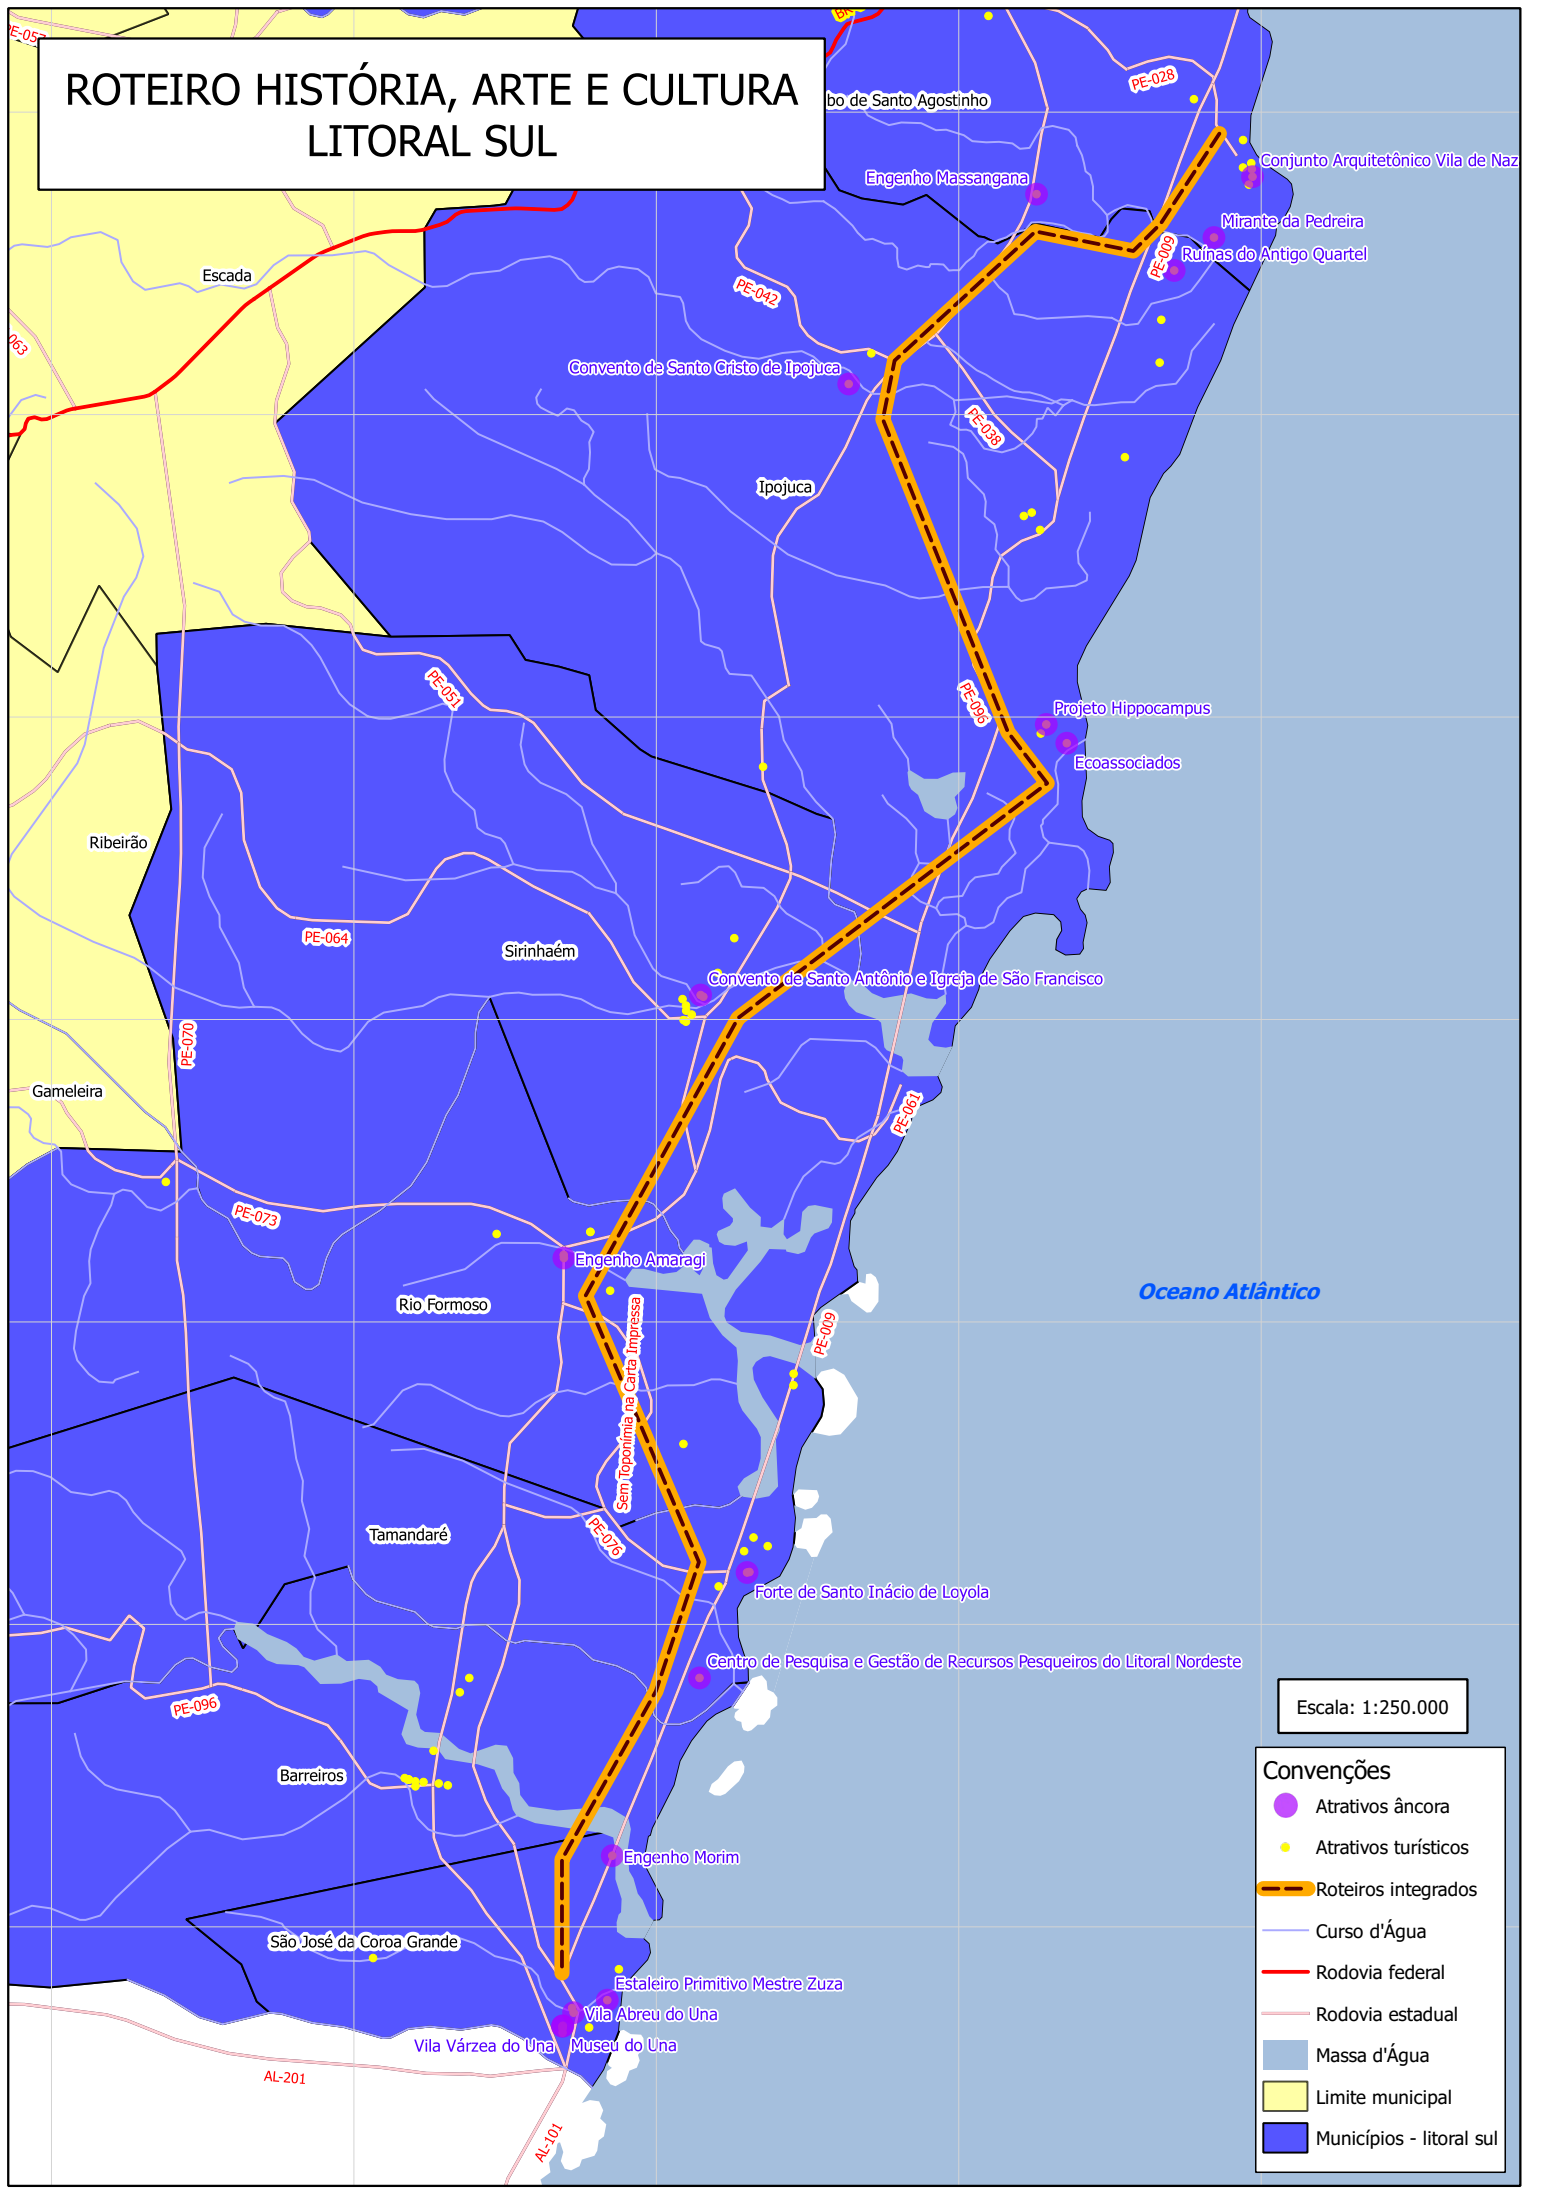 PE-057
BR-
ROTEIRO HISTÓRIA, ARTE E CULTURA
LITORAL SUL
PE-028
bo de Santo Agostinho
Conjunto Arquitetônico Vila de Naz
Engenho Massangana
Mirante da Pedreira
PE-009
Ruínas do Antigo Quartel
Escada
PE-042
063
Convento de Santo Cristo de Ipojuca
PE-038
Ipojuca
PE-051
PE-096
Projeto Hippocampus
Ecoassociados
Ribeirão
PE-064
Sirinhaém
Convento de Santo Antônio e Igreja de São Francisco
PE-070
Gameleira
PE-061
PE-073
Engenho Amaragi
Oceano Atlântico
Rio Formoso
PE-009
Sem Toponímia na Carta Impressa
Tamandaré
PE-076
Forte de Santo Inácio de Loyola
Centro de Pesquisa e Gestão de Recursos Pesqueiros do Litoral Nordeste
PE-096
Escala: 1:250.000
Barreiros
Engenho Morim
São José da Coroa Grande
Estaleiro Primitivo Mestre Zuza
Vila Abreu do Una
Vila Várzea do Una
Museu do Una
AL-201
AL-101
Convenções
Atrativos âncora
Atrativos turísticos
Roteiros integrados
Curso d'Água
Rodovia federal
Rodovia estadual
Massa d'Água
Limite municipal
Municípios - litoral sul